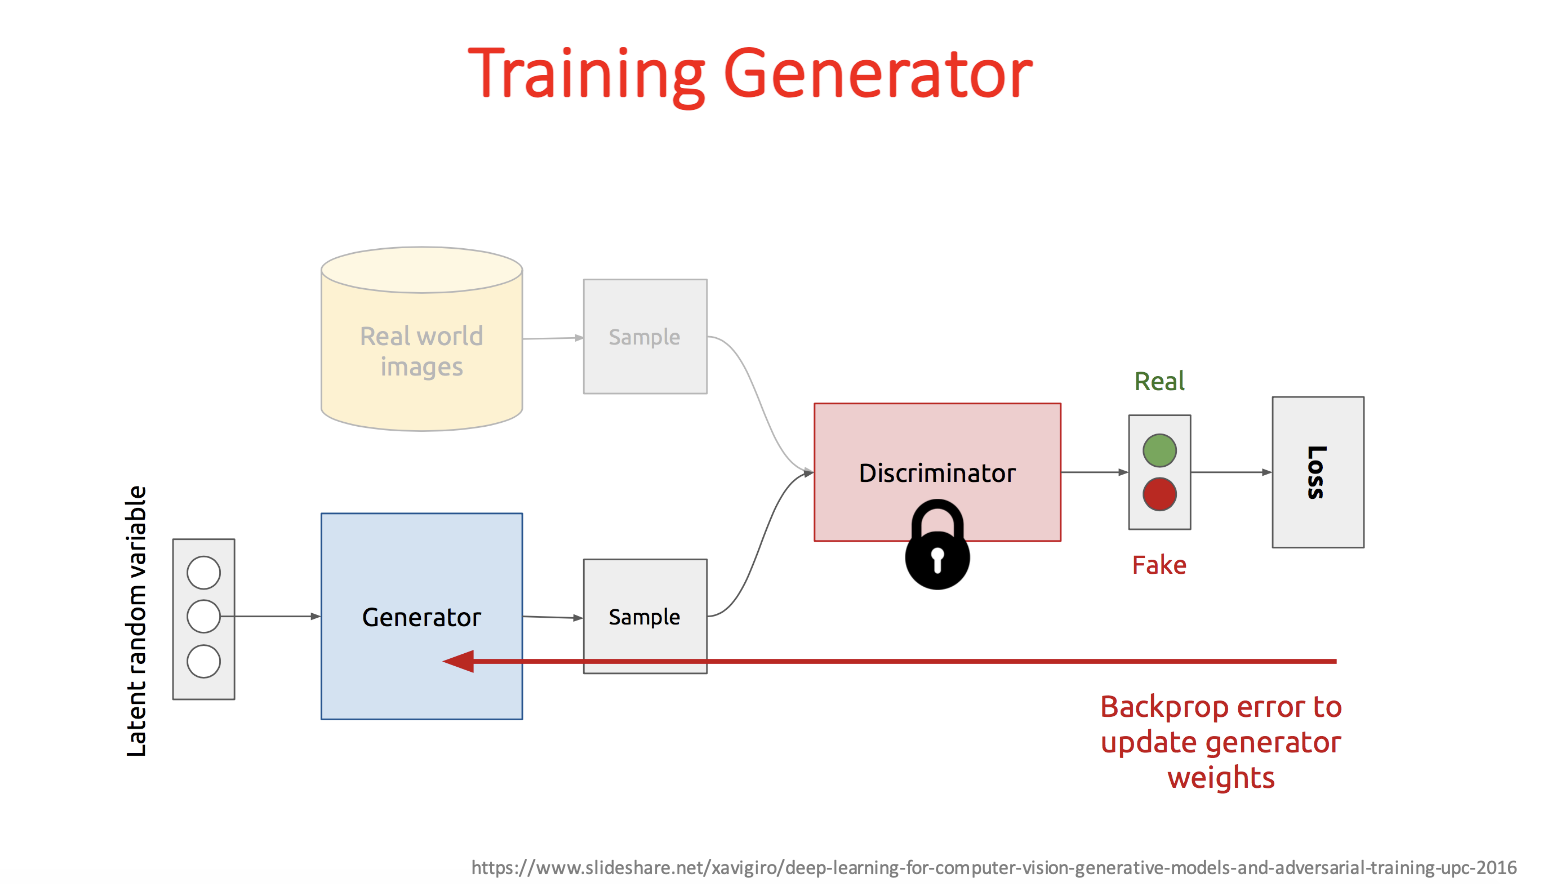 Training Generator
Real world
images
Sample
Real
Discriminator
Loss
Fake
Latent random variable
Generator
Sample
Backprop error to
update generator
weights
https://www.slideshare.net/xavigiro/deep-learning-for-computer-vision-generative-models-and-adversarial-training-upc-2016